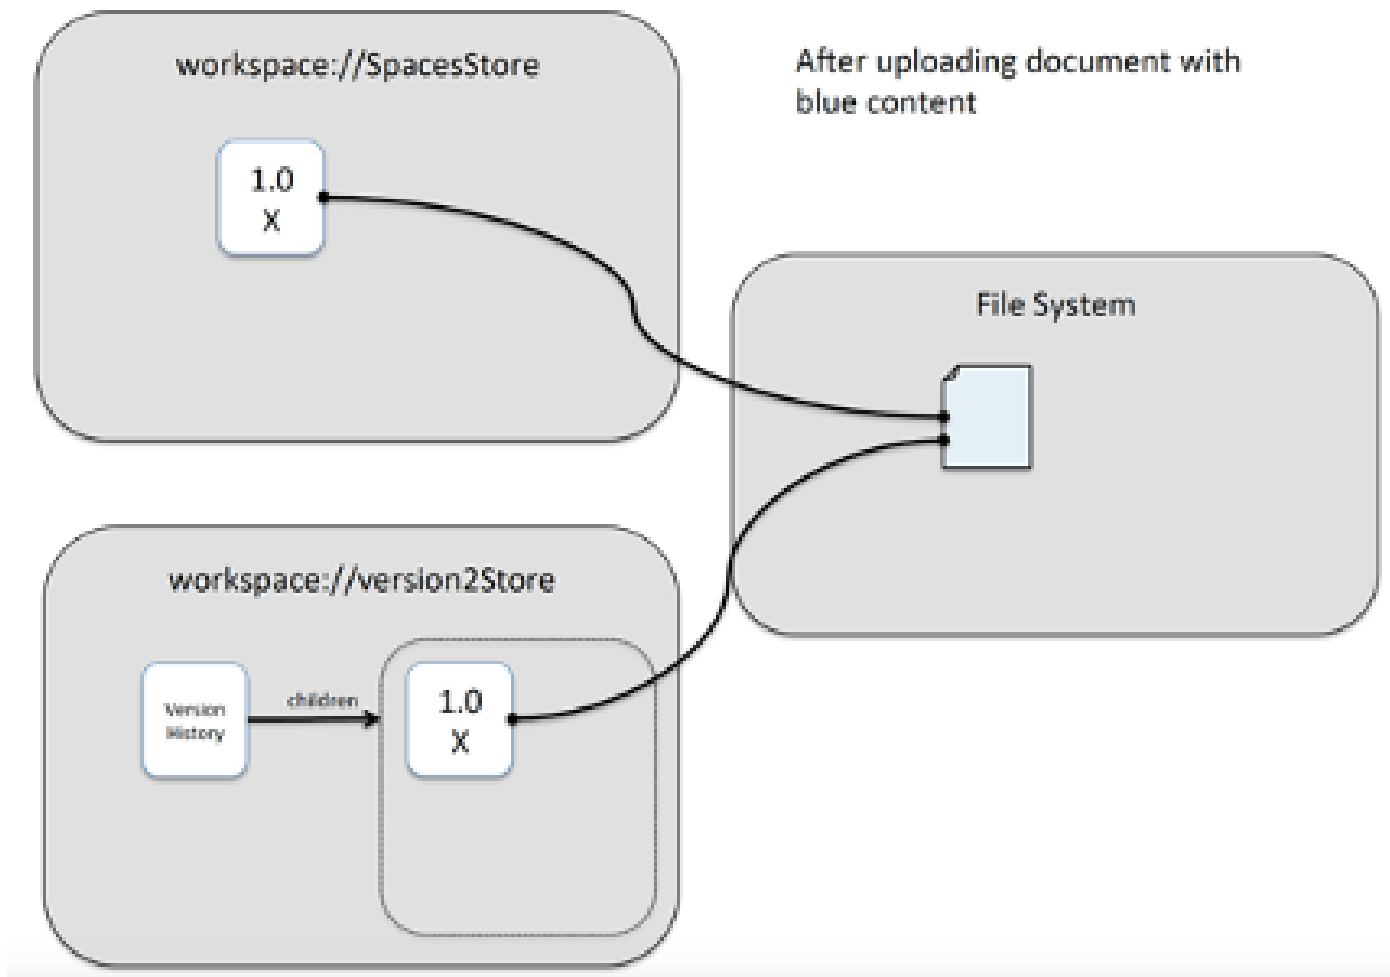 workspace://SpacesStore
After uploading document with
blue content
1.0
X
File System
workspace://version2Store
Version
History
children
1.0
X